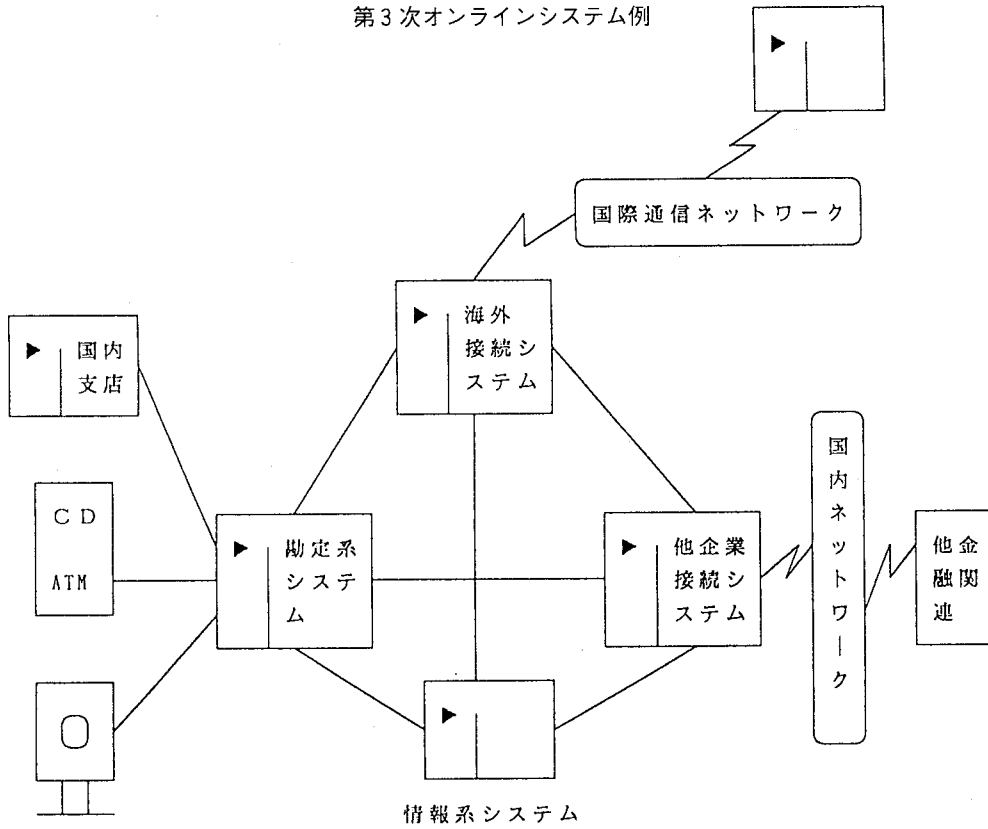 第3次オンラインシステム例
国際通信ネットワーク
海外
接続シ
ステム
国内
支店
CD
ATM
勘定系
システ
ム
他企業
接続シ
ステム
国内ネットワーク
他金
融関
連
情報系システム